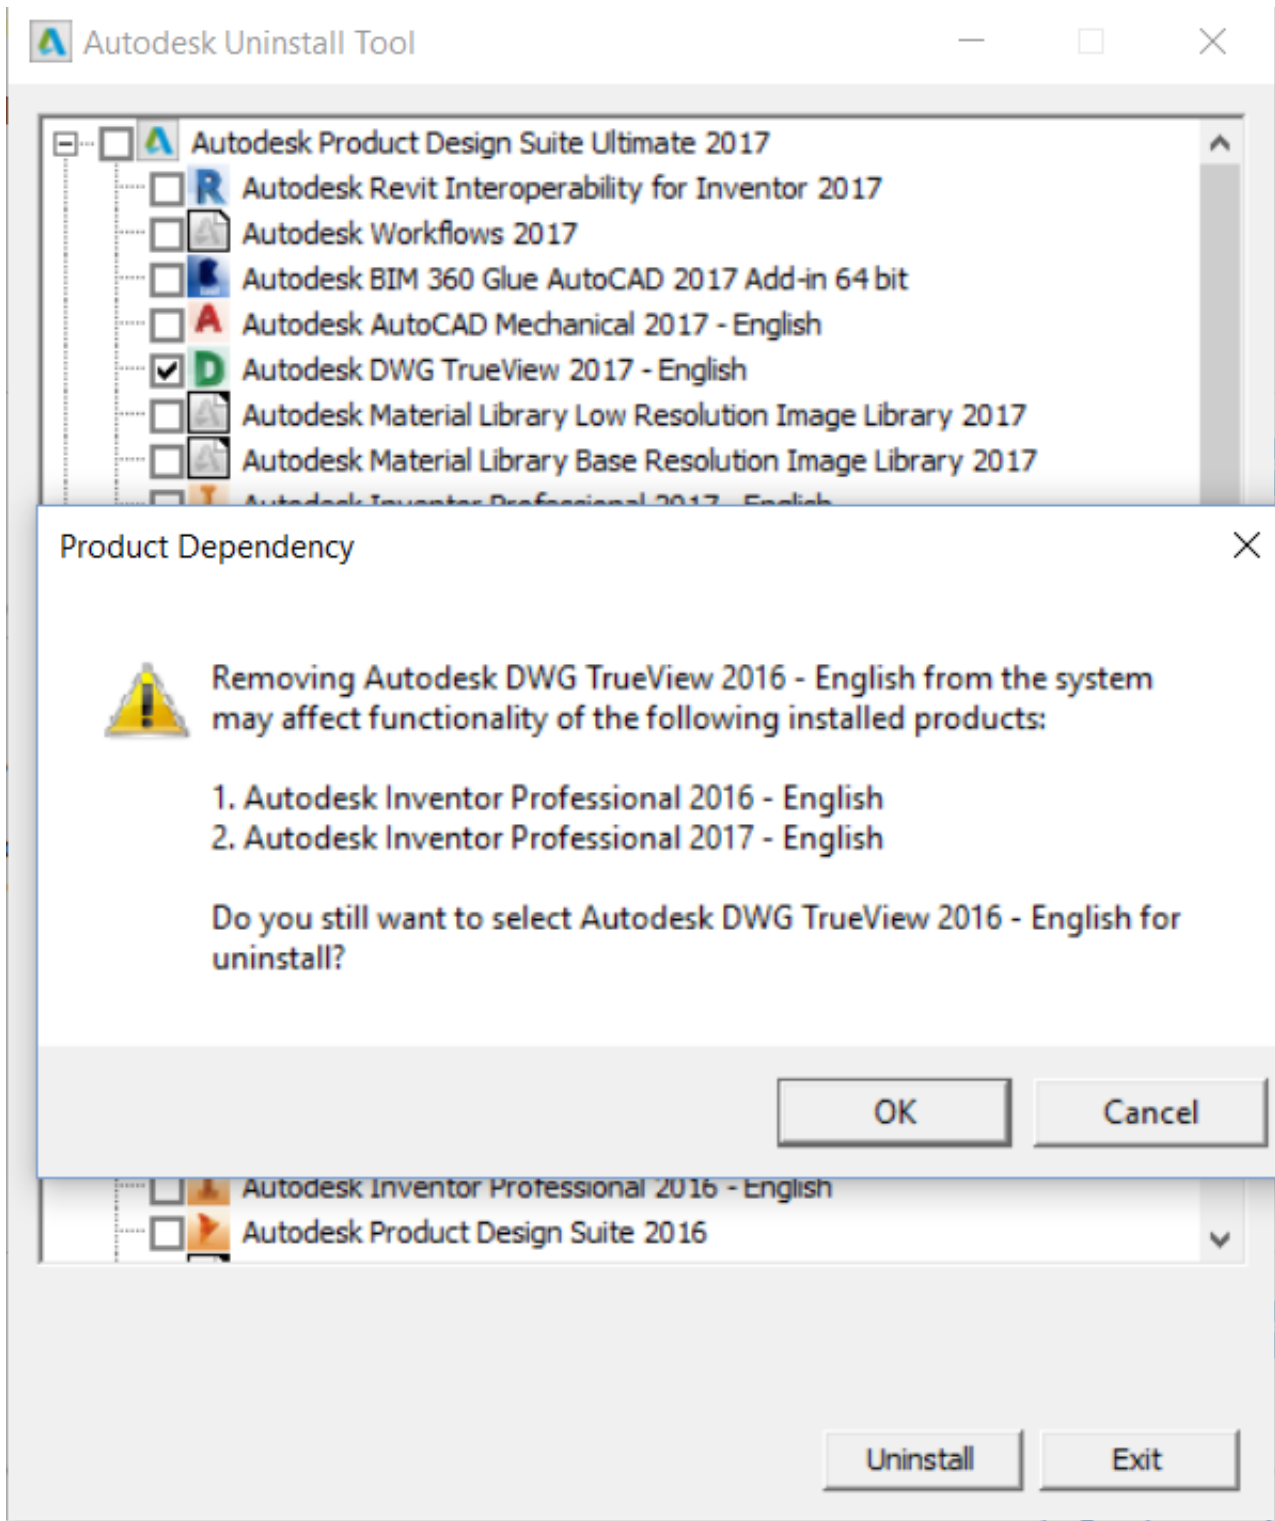 Autodesk Uninstall Tool
Autodesk Product Design Suite Ultimate 2017
Autodesk Revit Interoperability for Inventor 2017
Autodesk Workflows 2017
Autodesk BIM 360 Glue AutoCAD 2017 Add-in 64 bit
Autodesk AutoCAD Mechanical 2017 - English
Autodesk DWG TrueView 2017 - English
Autodesk Material Library Low Resolution Image Library 2017
Autodesk Material Library Base Resolution Image Library 2017
Autodesk Inventor Professional 2017 - English
Product Dependency
Removing Autodesk DWG TrueView 2016 - English from the system
may affect functionality of the following installed products:
1. Autodesk Inventor Professional 2016 - English
2. Autodesk Inventor Professional 2017 - English
Do you still want to select Autodesk DWG TrueView 2016 - English for
uninstall?
OK
Cancel
Autodesk Inventor Professional 2016 - English
Autodesk Product Design Suite 2016
Uninstall
Exit